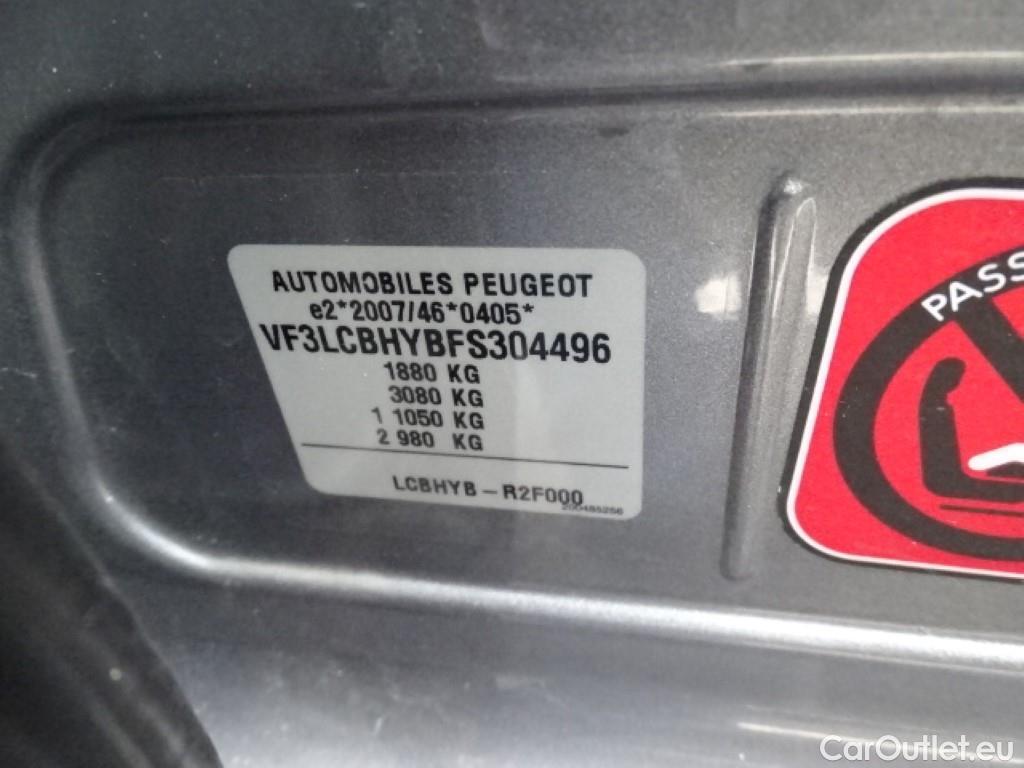 AUTOMOBILES PEUGEOT
e2*2007/46*0405*
VF3LCBHYBFS304496
1880 KG
3080 KG
1 1050 KG
2 980 KG
LCBHYB - R2F000
200485256
PASS
CarOutlet.eu